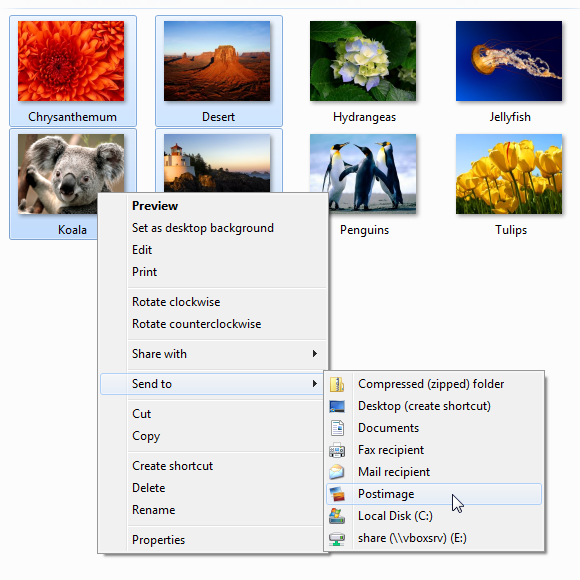 Chrysanthemum
Desert
Hydrangeas
Jellyfish
Koala
Penguins
Tulips
Preview
Set as desktop background
Edit
Print
Rotate clockwise
Rotate counterclockwise
Share with
Send to
Cut
Copy
Create shortcut
Delete
Rename
Properties
Compressed (zipped) folder
Desktop (create shortcut)
Documents
Fax recipient
Mail recipient
Postimage
Local Disk (C:)
share (\\vboxsrv) (E:)